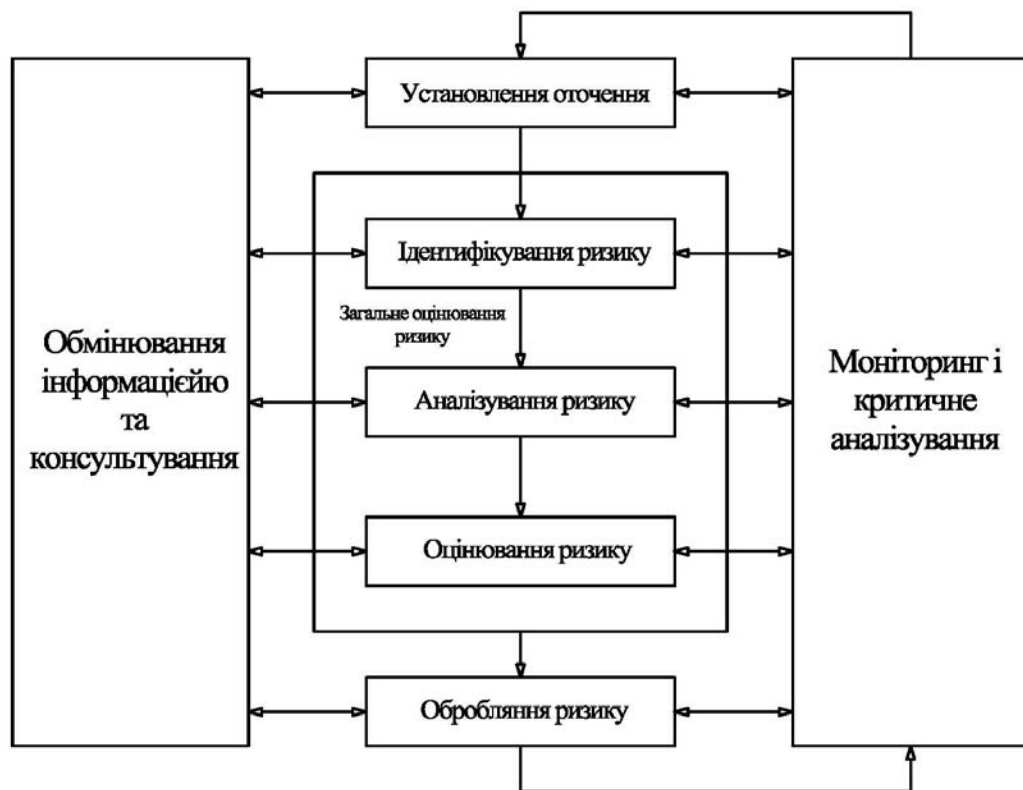 Установлення оточення
Ідентифікування ризику
Загальне оцінювання
ризику
Обмінювання
інформацієйю
та
консультування
Аналізування ризику
Моніторинг і
критичне
аналізування
Оцінювання ризику
Обробляння ризику